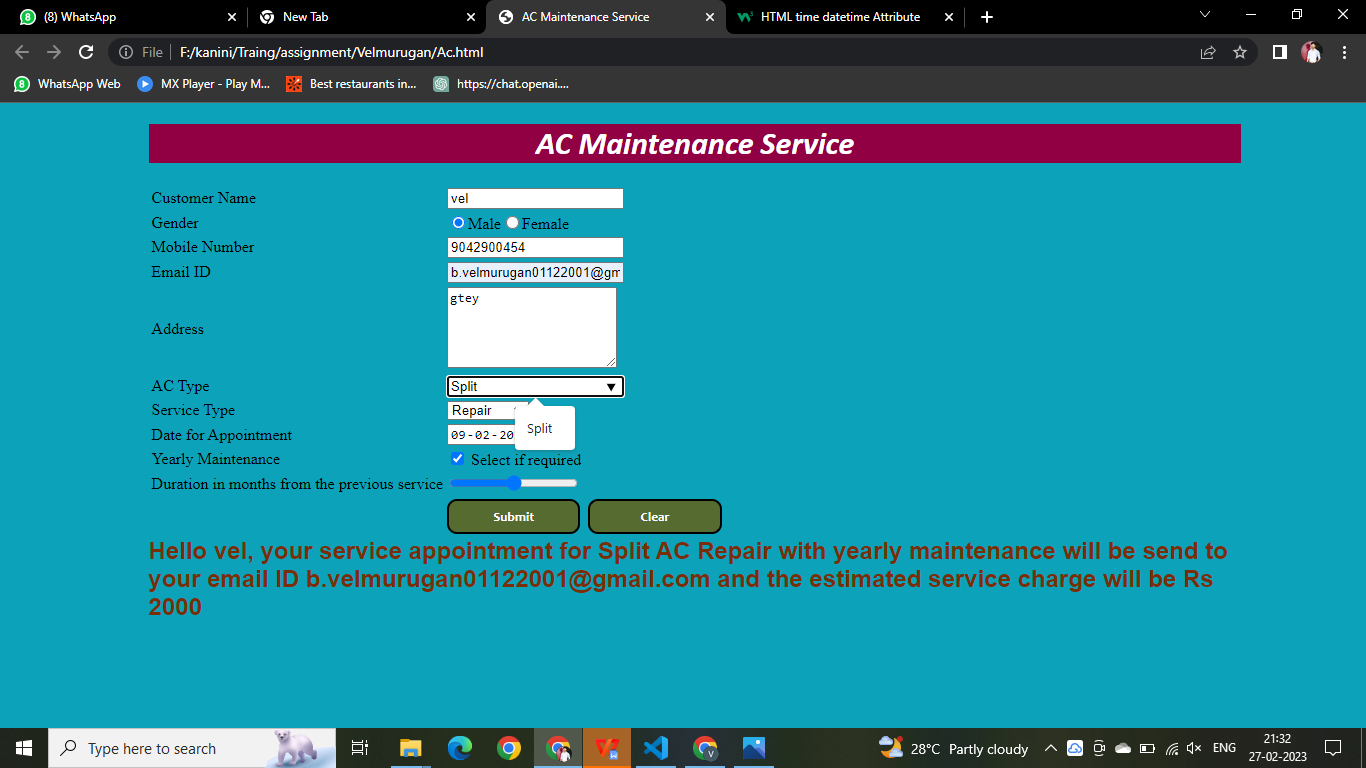 (8) WhatsApp
New Tab
AC Maintenance Service
HTML time datetime Attribute
File
F:/kanini/Traing/assignment/Velmurugan/Ac.html
WhatsApp Web
MX Player - Play M...
Best restaurants in...
https://chat.openai....
AC Maintenance Service
Customer Name vel
Gender Male Female
Mobile Number 9042900454
Email ID b.velmurugan01122001@gm
Address gtey
AC Type Split
Service Type Repair
Split
Date for Appointment 09-02-20
Yearly Maintenance Select if required
Duration in months from the previous service
Submit Clear
Hello vel, your service appointment for Split AC Repair with yearly maintenance will be send to
your email ID b.velmurugan01122001@gmail.com and the estimated service charge will be Rs
2000
Type here to search
28°C Partly cloudy
ENG
21:32
27-02-2023